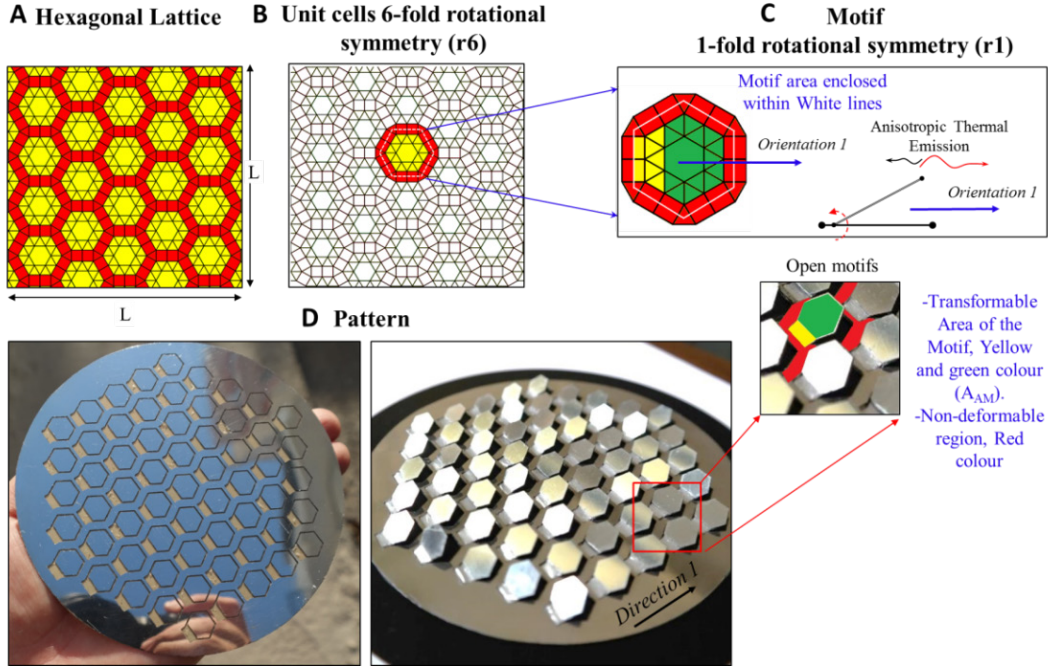 A Hexagonal Lattice
B Unit cells 6-fold rotational
symmetry (r6)
C Motif
1-fold rotational symmetry (r1)
L
L
Motif area enclosed
within White lines
Orientation 1
Anisotropic Thermal
Emission
Orientation 1
D Pattern
Open motifs
-Transformable
Area of the
Motif, Yellow
and green colour
(AAM).
-Non-deformable
region, Red
colour
Direction 1